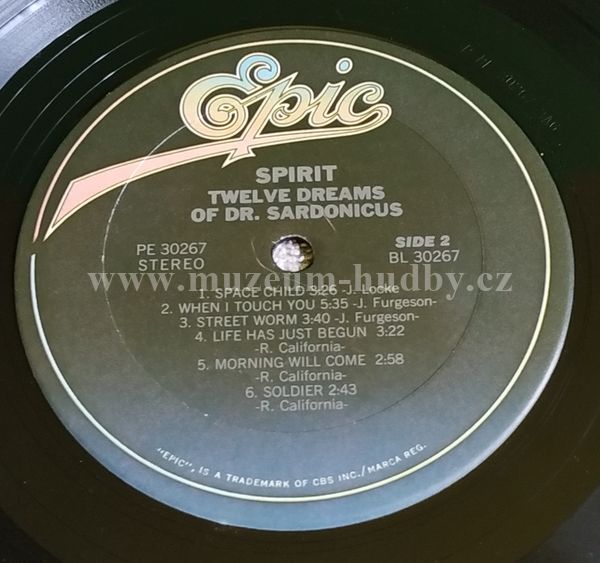 Epic
SPIRIT
TWELVE DREAMS
OF DR. SARDONICUS
PE 30267
STEREO
SIDE 2
BL 30267
www.muzeum-hudby.cz
1. SPACE CHILD 3:26 -J. Locke
2. WHEN I TOUCH YOU 5:35 -J. Furgeson-
3. STREET WORM 3:40 -J. Furgeson-
4. LIFE HAS JUST BEGUN 3:22
-R. California-
5. MORNING WILL COME 2:58
-R. California-
6. SOLDIER 2:43
-R. California-
"EPIC", IS A TRADEMARK OF CBS INC./MARCA REG.